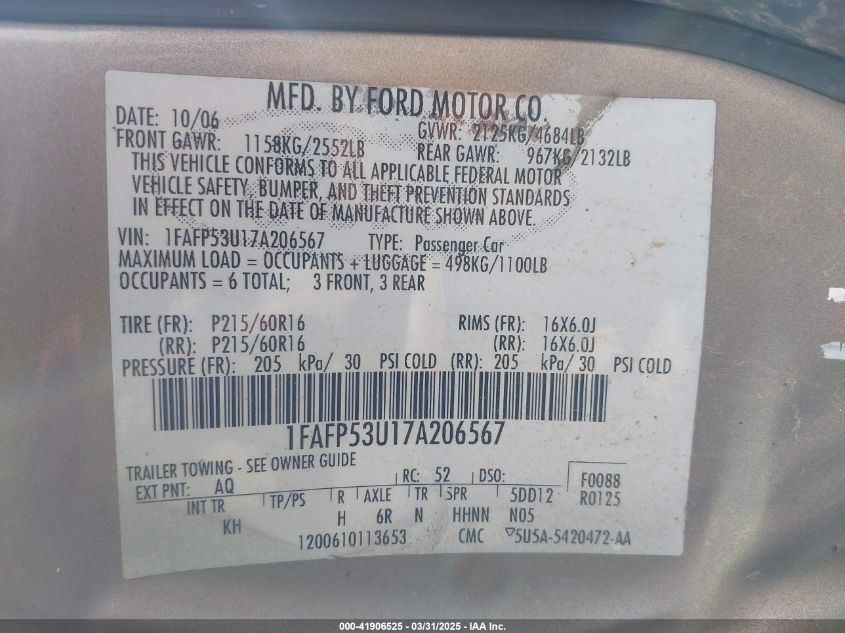 MFD. BY FORD MOTOR CO.
DATE: 10/06 GVWR: 2125KG/4684LB
FRONT GAWR: 1158KG/2552LB REAR GAWR: 967KG/2132LB
THIS VEHICLE CONFORMS TO ALL APPLICABLE FEDERAL MOTOR
VEHICLE SAFETY, BUMPER, AND THEFT PREVENTION STANDARDS
IN EFFECT ON THE DATE OF MANUFACTURE SHOWN ABOVE.
VIN: 1FAFP53U17A206567 TYPE: Passenger Car
MAXIMUM LOAD = OCCUPANTS + LUGGAGE = 498KG/1100LB
OCCUPANTS = 6 TOTAL; 3 FRONT, 3 REAR
TIRE (FR): P215/60R16 RIMS (FR): 16X6.0J
(RR): P215/60R16 (RR): 16X6.0J
PRESSURE (FR): 205 kPa/ 30 PSI COLD (RR): 205 kPa/ 30 PSI COLD
1FAFP53U17A206567
TRAILER TOWING - SEE OWNER GUIDE
EXT PNT: AQ RC: 52 DSO: F0088
INT TR TP/PS R AXLE TR SPR 5DD12 R0125
KH H 6R N HHNN N05
1200610113653 CMC 5U5A-5420472-AA
000-41906525 - 03/31/2025 - IAA Inc.